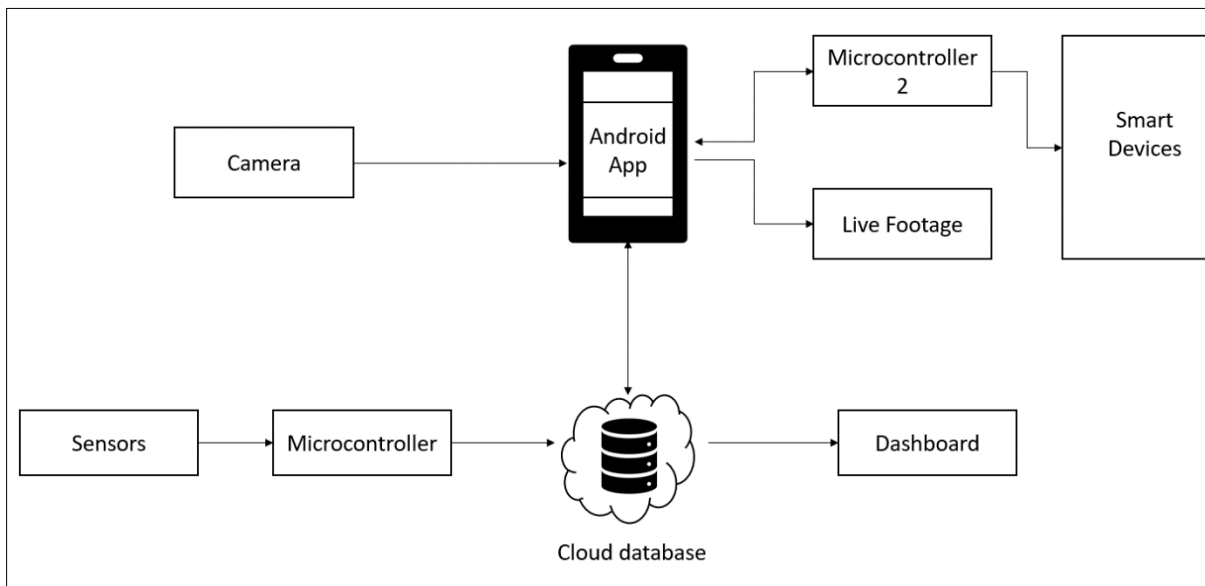 Microcontroller
2
Smart
Devices
Android
App
Camera
Live Footage
Sensors
Microcontroller
Dashboard
Cloud database